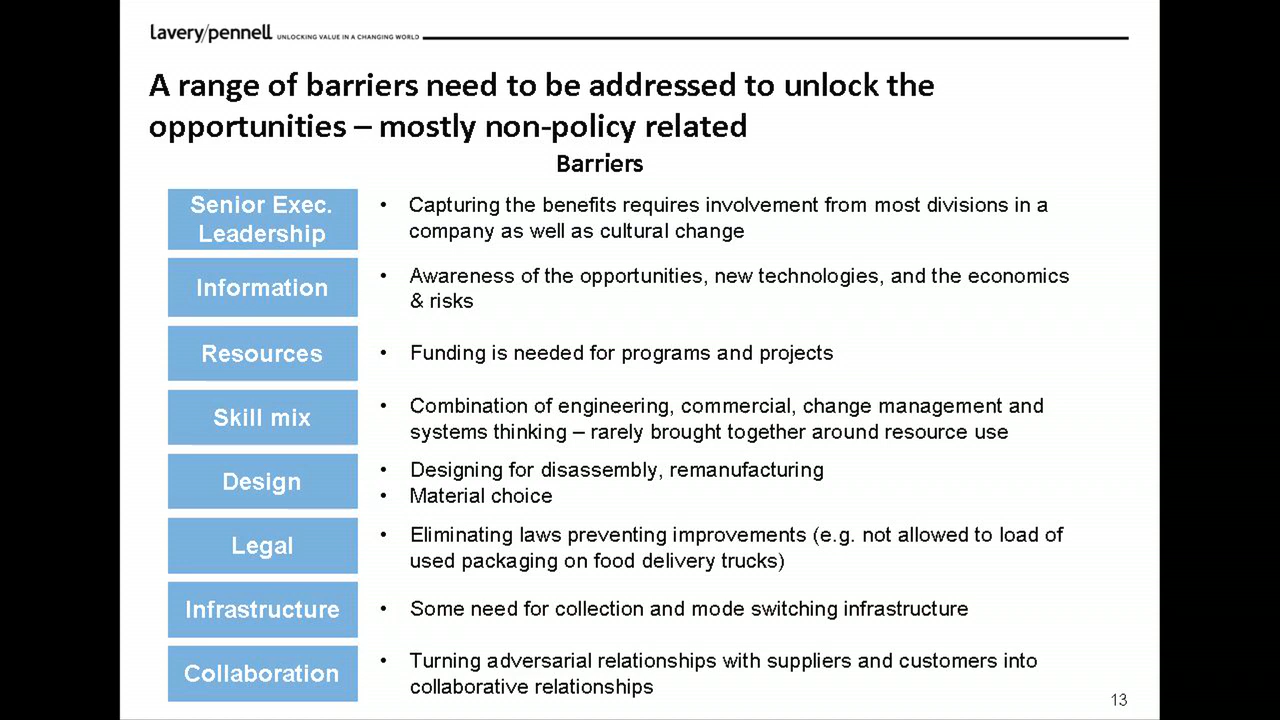 lavery/pennell UNLOCKING VALUE IN A CHANGING WORLD
A range of barriers need to be addressed to unlock the
opportunities – mostly non-policy related
Barriers
Senior Exec.
Leadership
• Capturing the benefits requires involvement from most divisions in a
company as well as cultural change
Information
• Awareness of the opportunities, new technologies, and the economics
& risks
Resources
• Funding is needed for programs and projects
Skill mix
• Combination of engineering, commercial, change management and
systems thinking – rarely brought together around resource use
Design
• Designing for disassembly, remanufacturing
• Material choice
Legal
• Eliminating laws preventing improvements (e.g. not allowed to load of
used packaging on food delivery trucks)
Infrastructure
• Some need for collection and mode switching infrastructure
Collaboration
• Turning adversarial relationships with suppliers and customers into
collaborative relationships
13